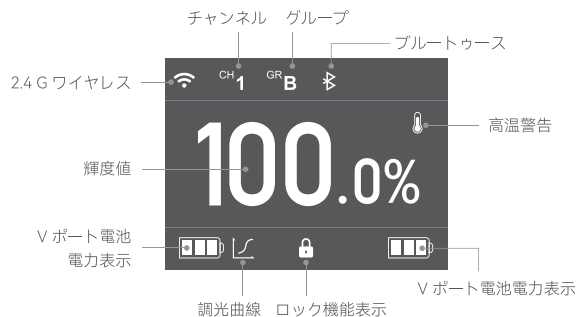 チャンネル
グループ
ブルートゥース
2.4 G ワイヤレス
CH 1
GR B
高温警告
輝度値
100.0%
V ポート電池
電力表示
V ポート電池電力表示
調光曲線
ロック機能表示